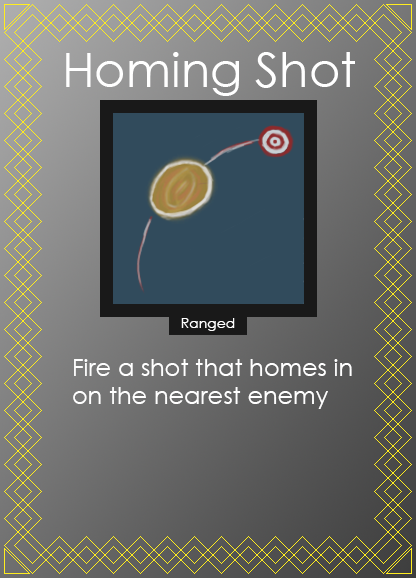 Homing Shot
Ranged
Fire a shot that homes in
on the nearest enemy